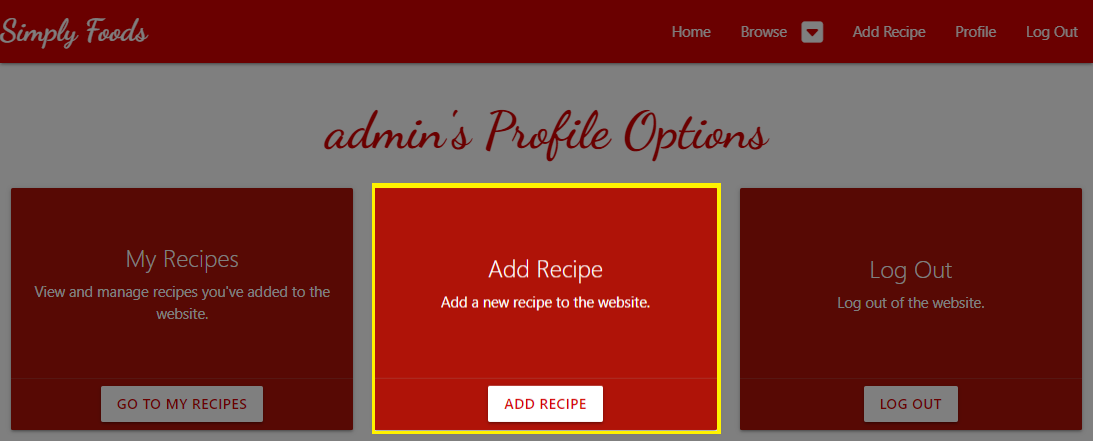 Simply Foods
Home Browse Add Recipe Profile Log Out
admin's Profile Options
My Recipes
View and manage recipes you've added to the
website.
GO TO MY RECIPES
Add Recipe
Add a new recipe to the website.
ADD RECIPE
Log Out
Log out of the website.
LOG OUT